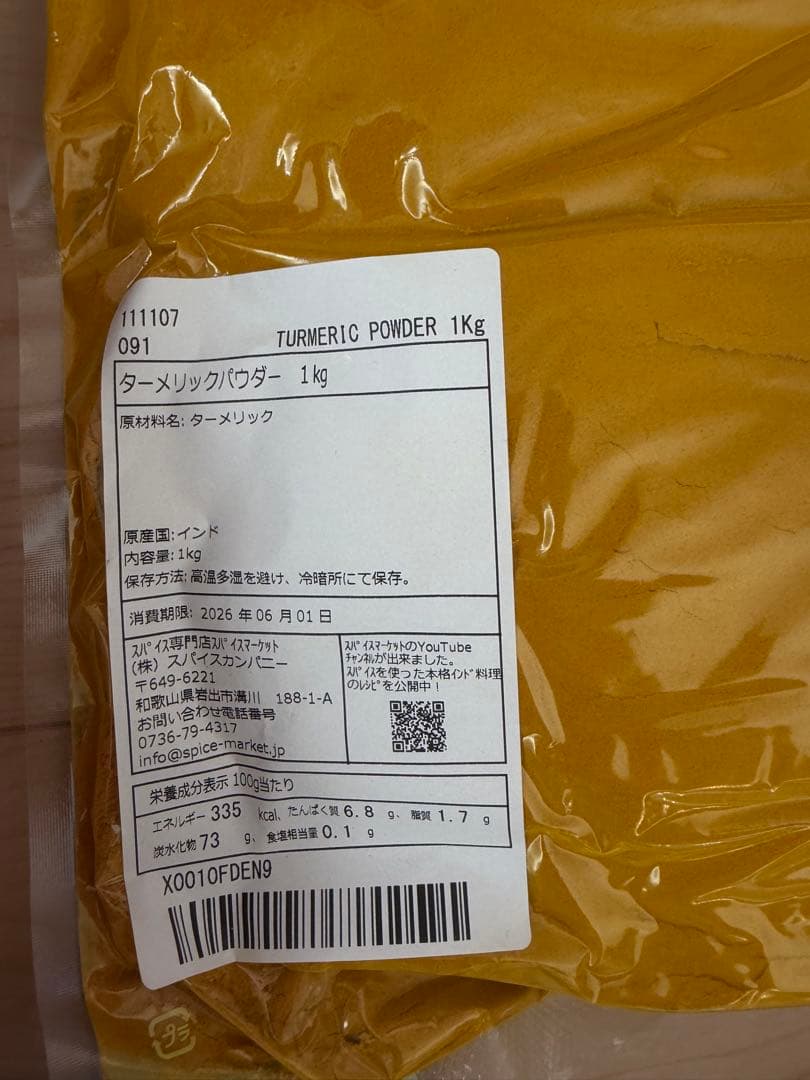 111107
091
TURMERIC POWDER 1Kg
ターメリックパウダー 1kg
原材料名: ターメリック
原産国:インド
内容量:1kg
保存方法:高温多湿を避け、冷暗所にて保存。
消費期限: 2026 年 06 月 01 日
ｽﾊﾟｲｽ専門店ｽﾊﾟｲｽﾏｰｹｯﾄ
(株) スパイスカンパニー
〒649-6221
和歌山県岩出市溝川 188-1-A
お問い合わせ電話番号
0736-79-4317
info@spice-market.jp
ｽﾊﾟｲｽﾏｰｹｯﾄのYouTube
ﾁｬﾝﾈﾙが出来ました。
ｽﾊﾟｲｽを使った本格ｲﾝﾄﾞ料理
のﾚｼﾋﾟを公開中！
栄養成分表示 100g当たり
エネルギー 335 kcal、たんぱく質 6.8 g、脂質 1.7 g
炭水化物 73 g、食塩相当量 0.1 g
X0010FDEN9
プラ